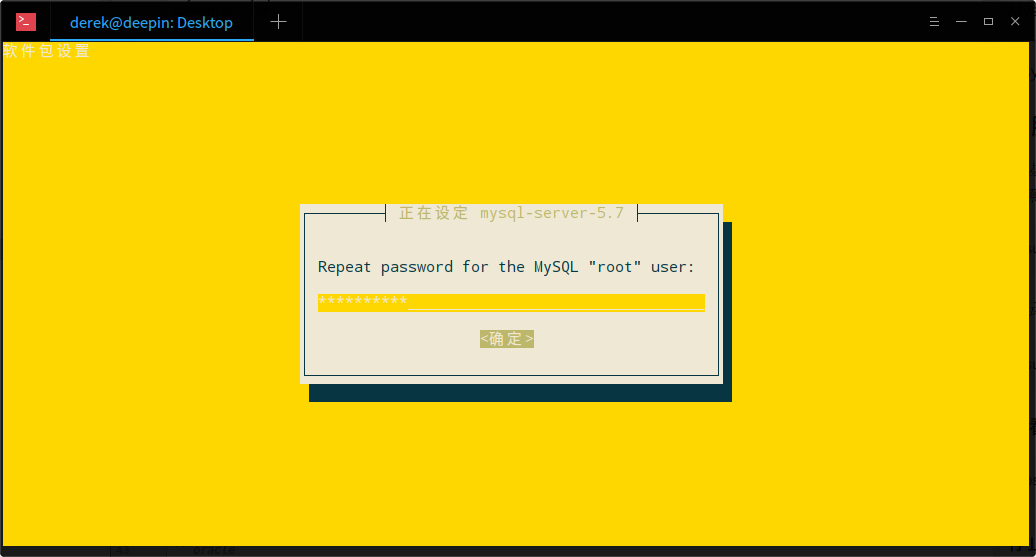 derek@deepin: Desktop
软件包设置
正在设定 mysql-server-5.7
Repeat password for the MySQL "root" user:
**********
<确定>